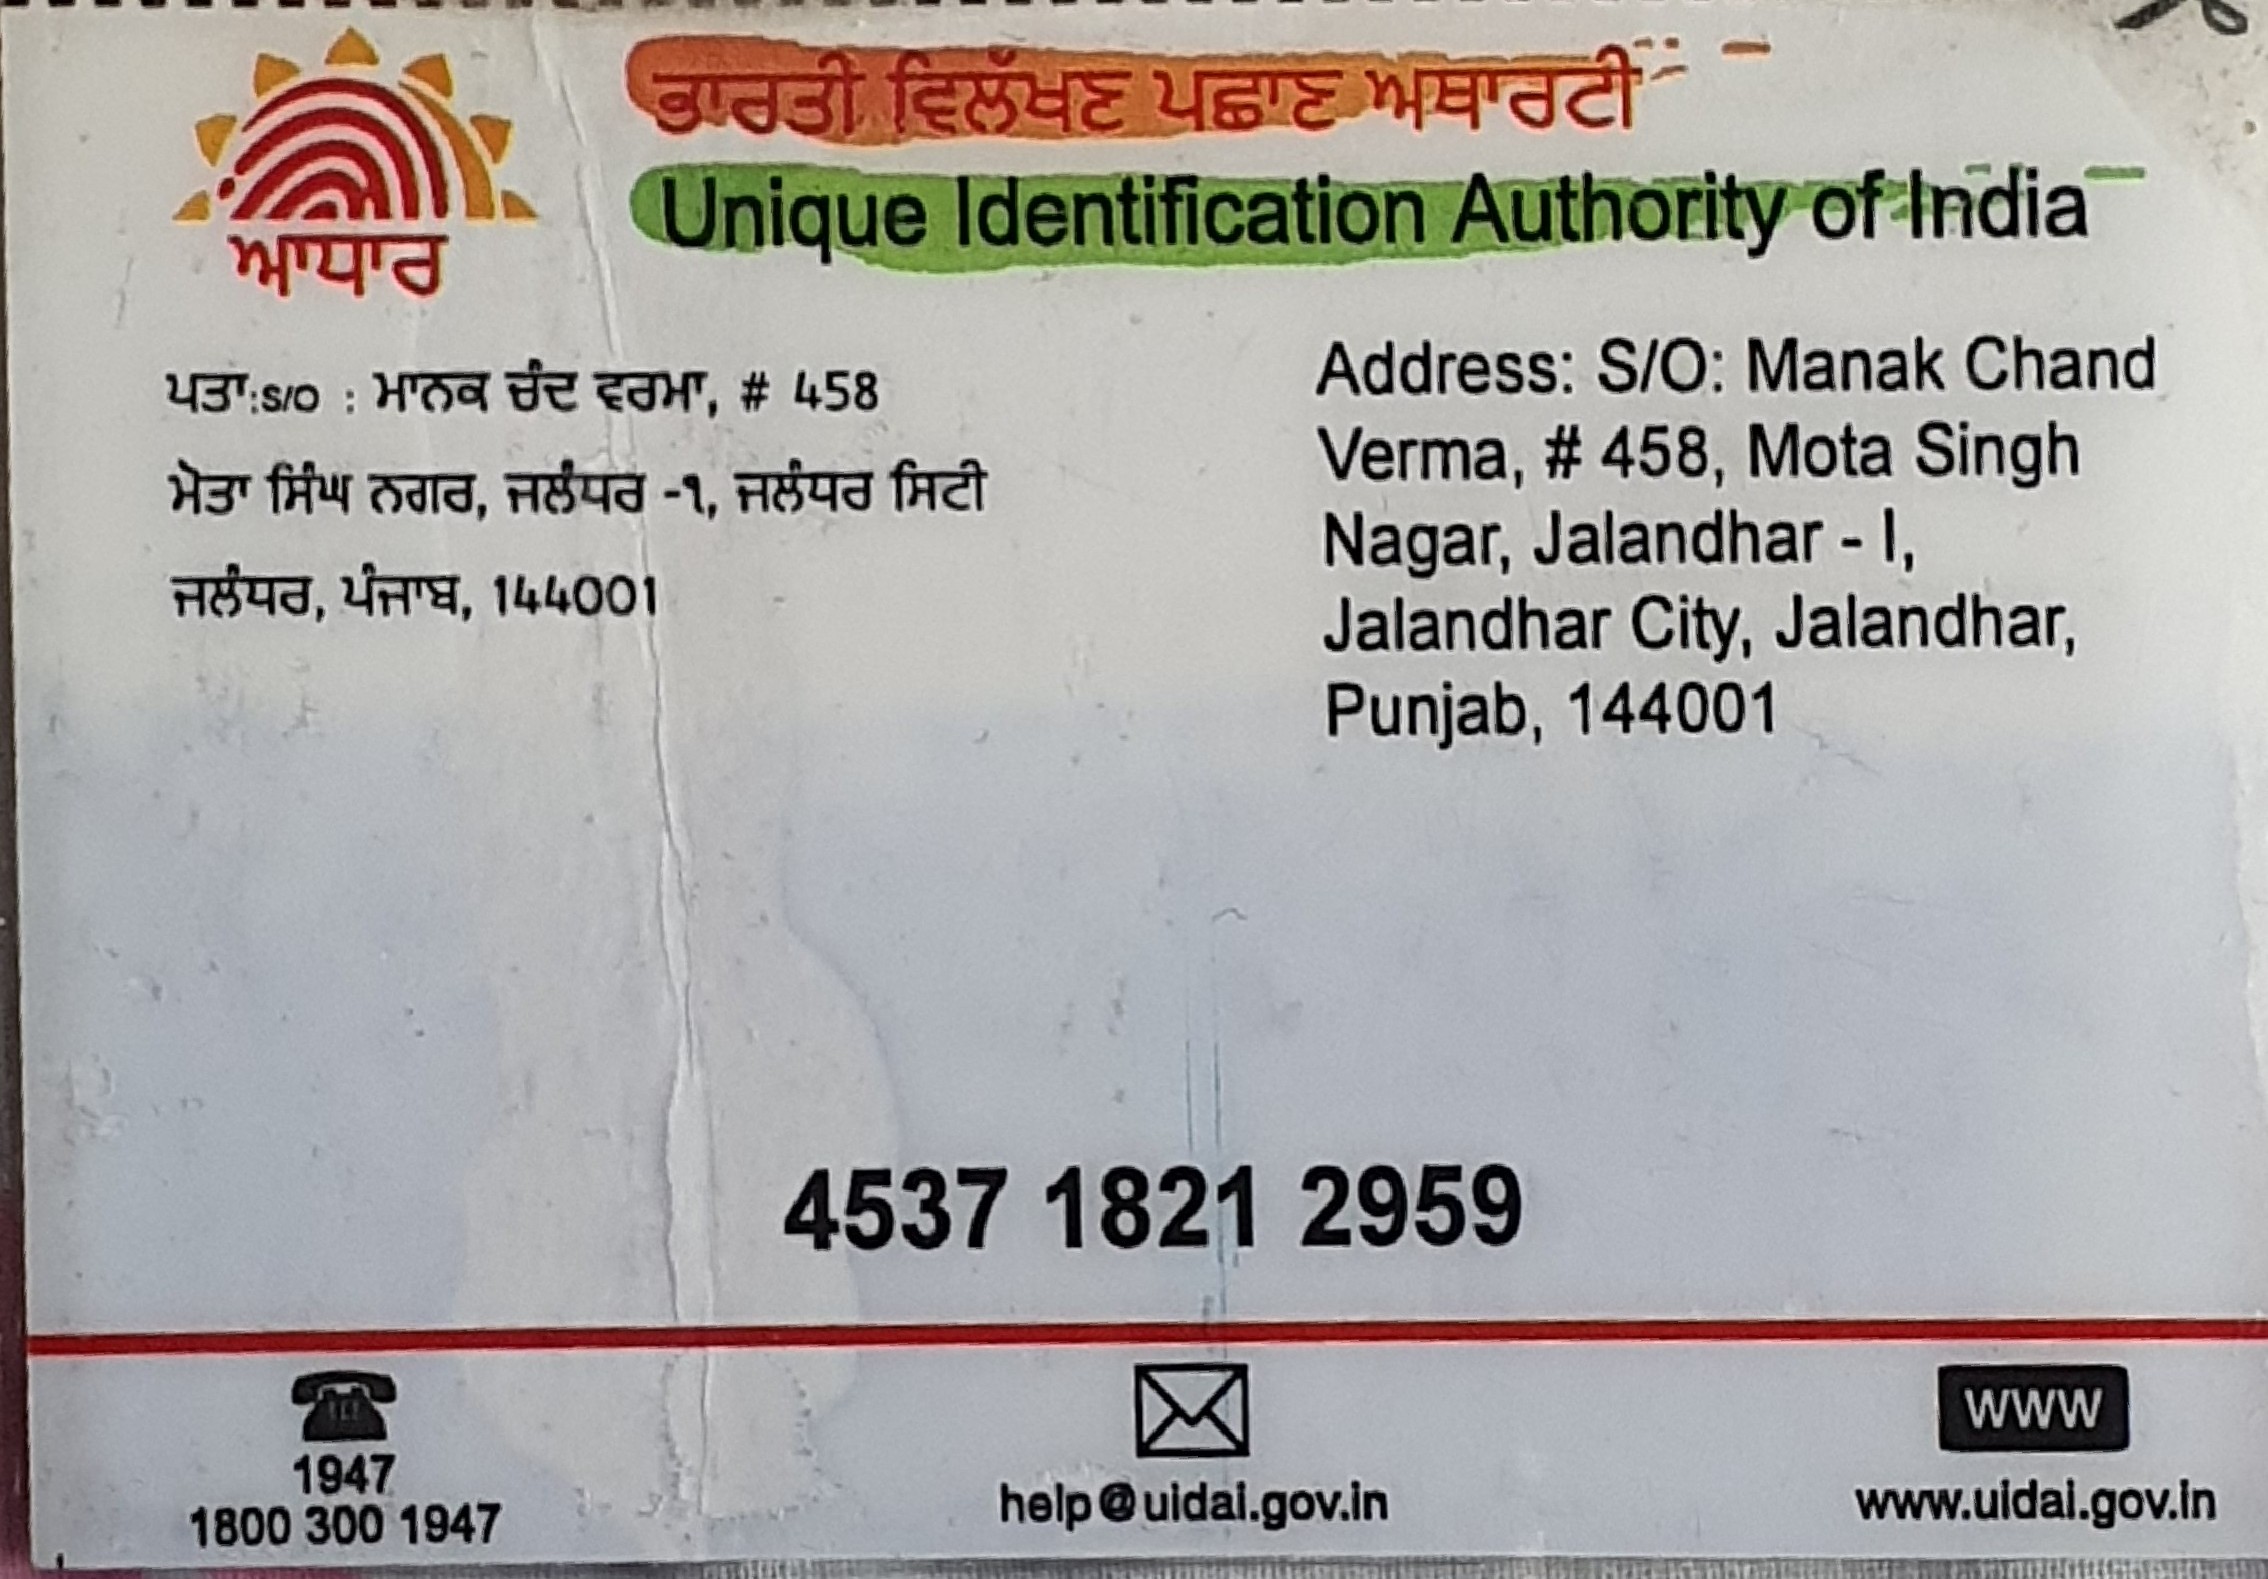 ਆਧਾਰ
ਭਾਰਤੀ ਵਿਲੱਖਣ ਪਛਾਣ ਅਥਾਰਟੀ
Unique Identification Authority of India
ਪਤਾ:S/O : ਮਾਨਕ ਚੰਦ ਵਰਮਾ, # 458
ਮੋਤਾ ਸਿੰਘ ਨਗਰ, ਜਲੰਧਰ -੧, ਜਲੰਧਰ ਸਿਟੀ
ਜਲੰਧਰ, ਪੰਜਾਬ, 144001
Address: S/O: Manak Chand
Verma, # 458, Mota Singh
Nagar, Jalandhar - I,
Jalandhar City, Jalandhar,
Punjab, 144001
4537 1821 2959
1947
1800 300 1947
help@uidai.gov.in
WWW
www.uidai.gov.in